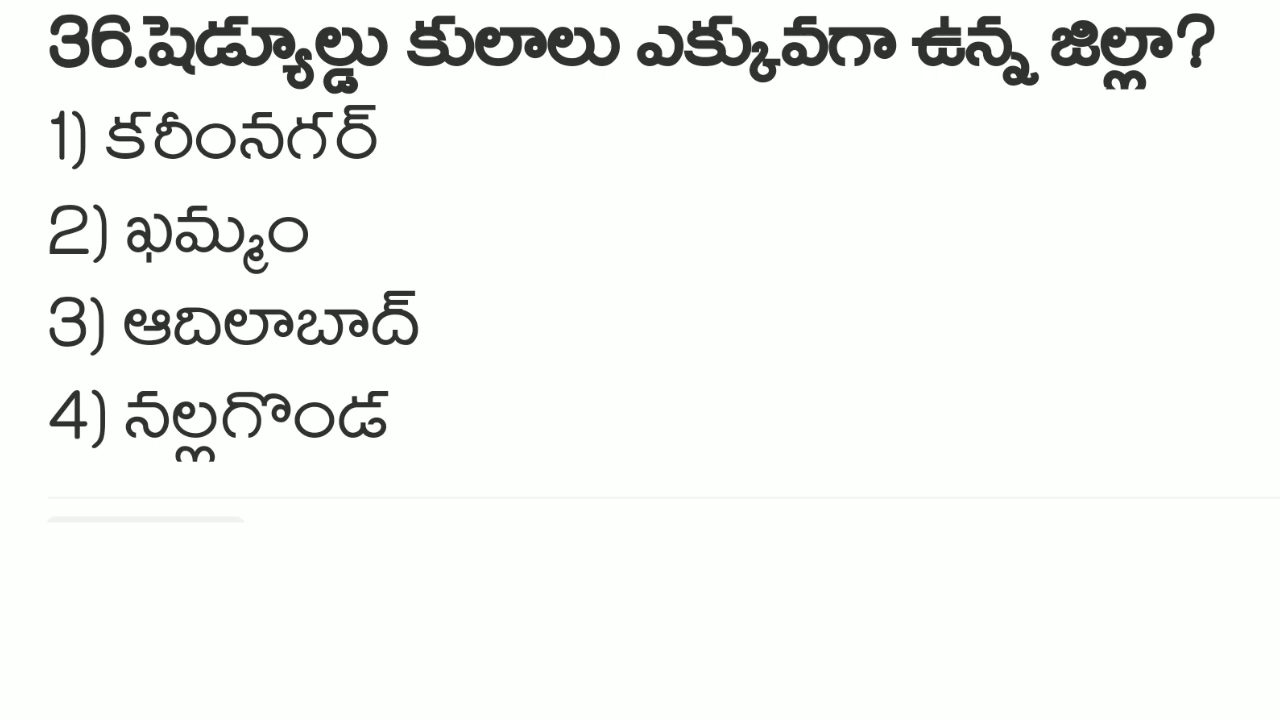 36.షెడ్యూల్డు కులాలు ఎక్కువగా ఉన్న జిల్లా?
1) కరీంనగర్
2) ఖమ్మం
3) ఆదిలాబాద్
4) నల్లగొండ